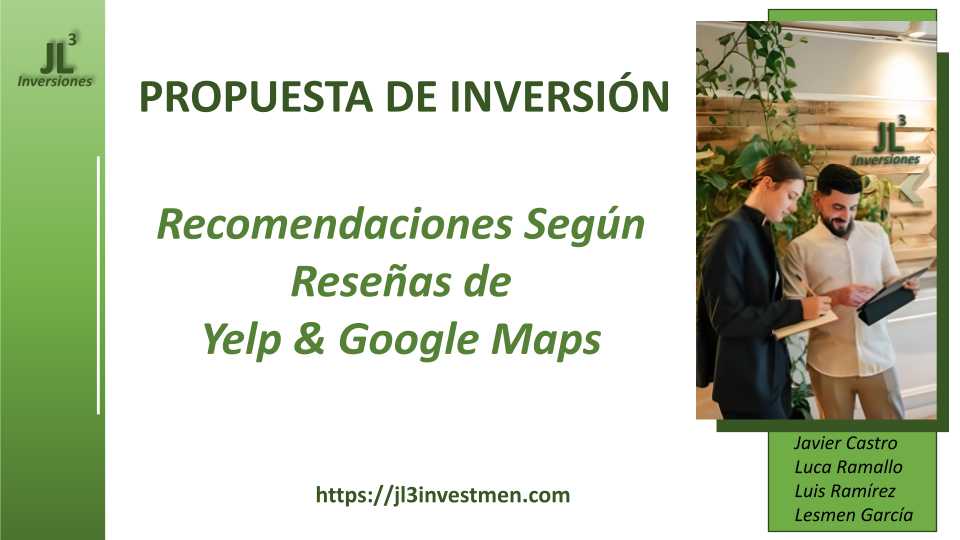 JL3
Inversiones
PROPUESTA DE INVERSIÓN
Recomendaciones Según
Reseñas de
Yelp & Google Maps
https://jl3investmen.com
JL3
Inversiones
Javier Castro
Luca Ramallo
Luis Ramírez
Lesmen García